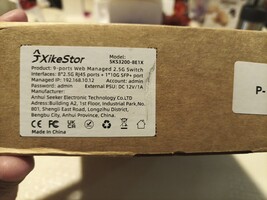 XikeStor
Model:
SKS3200-8E1X
Product: 9-ports Web Managed 2.5G Switch
Interfaces: 8*2.5G RJ45 ports + 1*10G SFP+ port
Managed IP: 192.168.10.12 Account: admin
Password: admin External PSU: DC 12V/1A
Anhui Seeker Electronic Technology Co.,LTD
Adress:Building A2, 1st Floor, Industrial Park,No.
801, Shengli East Road, Longzihu District,
Bengbu City, Anhui Province, China.
Made in China
P-